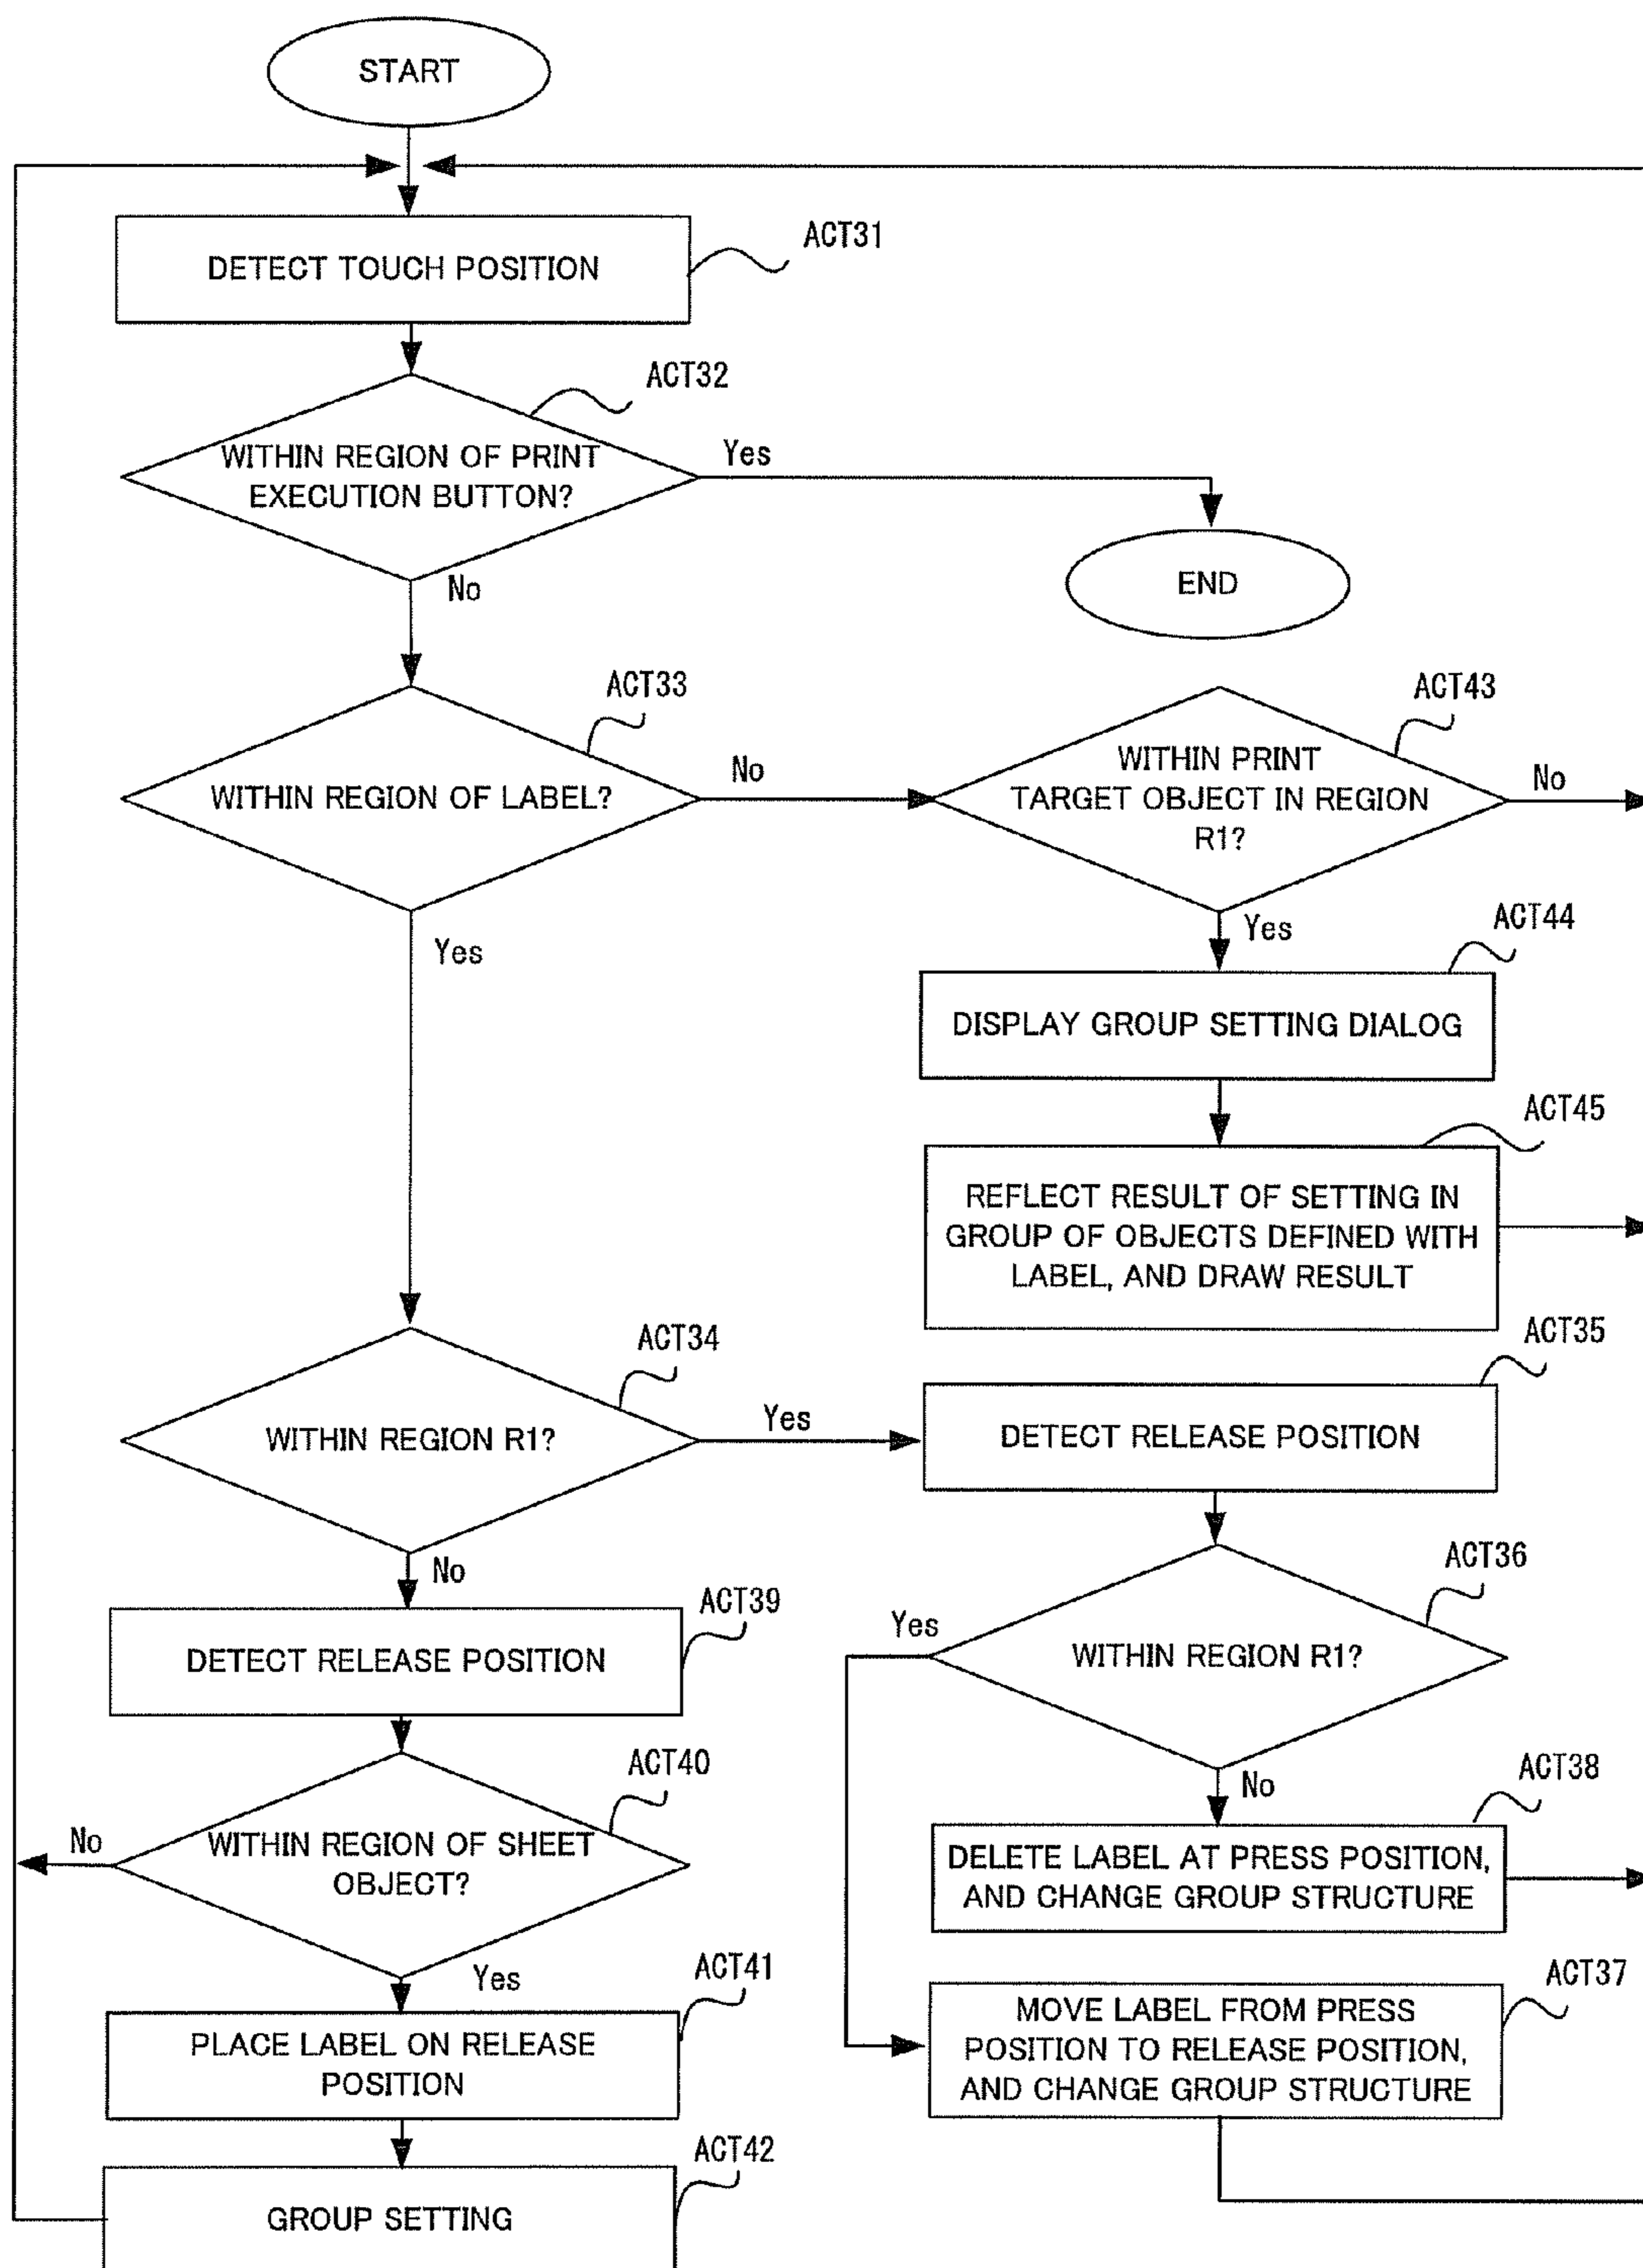 START
ACT31
DETECT TOUCH POSITION
ACT32
WITHIN REGION OF PRINT
EXECUTION BUTTON?
Yes
No
END
ACT33
WITHIN REGION OF LABEL?
No
Yes
ACT43
WITHIN PRINT
TARGET OBJECT IN REGION
R1?
No
Yes
ACT44
DISPLAY GROUP SETTING DIALOG
ACT45
REFLECT RESULT OF SETTING IN
GROUP OF OBJECTS DEFINED WITH
LABEL, AND DRAW RESULT
ACT34
WITHIN REGION R1?
Yes
No
ACT35
DETECT RELEASE POSITION
ACT36
WITHIN REGION R1?
Yes
No
ACT39
DETECT RELEASE POSITION
ACT40
WITHIN REGION OF SHEET
OBJECT?
No
Yes
ACT38
DELETE LABEL AT PRESS POSITION,
AND CHANGE GROUP STRUCTURE
ACT41
PLACE LABEL ON RELEASE
POSITION
ACT37
MOVE LABEL FROM PRESS
POSITION TO RELEASE POSITION,
AND CHANGE GROUP STRUCTURE
ACT42
GROUP SETTING